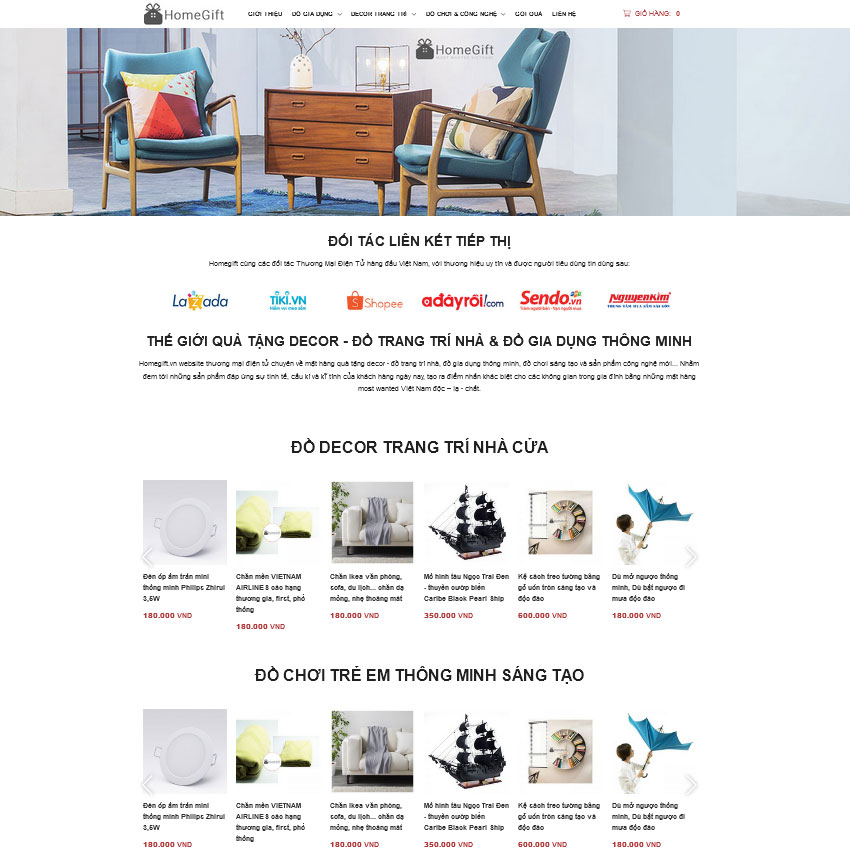 HomeGift
GIỚI THIỆU ĐỒ GIA DỤNG DECOR TRANG TRÍ ĐỒ CHƠI & CÔNG NGHỆ GÓI QUÀ LIÊN HỆ
GIỎ HÀNG: 0
HomeGift
MOST WANTED VIETNAM
ĐỐI TÁC LIÊN KẾT TIẾP THỊ
Homegift cùng các đối tác Thương Mại Điện Tử hàng đầu Việt Nam, với thương hiệu uy tín và được người tiêu dùng tin dùng sau:
Lazada TIKI.VN Shopee adayroi!com Sendo.vn NguyenKim
THẾ GIỚI QUÀ TẶNG DECOR - ĐỒ TRANG TRÍ NHÀ & ĐỒ GIA DỤNG THÔNG MINH
Homegift.vn website thương mại điện tử chuyên về mặt hàng quà tặng decor - đồ trang trí nhà, đồ gia dụng thông minh, đồ chơi sáng tạo và sản phẩm công nghệ mới... Nhằm
đem tới những sản phẩm đáp ứng sự tinh tế, cầu kì và kĩ tính của khách hàng ngày nay, tạo ra điểm nhấn khác biệt cho các không gian trong gia đình bằng những mặt hàng
most wanted Việt Nam độc – lạ - chất.
ĐỒ DECOR TRANG TRÍ NHÀ CỬA
Đèn ốp âm trần mini
thông minh Philips Zhirui
3,5W
180.000 VND
Chăn mền VIETNAM
AIRLINES các hạng
thương gia, first, phổ
thông
180.000 VND
Chăn Ikea văn phòng,
sofa, du lịch... chăn dạ
mỏng, nhẹ thoáng mát
180.000 VND
Mô hình tàu Ngọc Trai Đen
- thuyền cướp biển
Caribe Black Pearl Ship
350.000 VND
Kệ sách treo tường bằng
gỗ uốn tròn sáng tạo và
độc đáo
600.000 VND
Dù mở ngược thông
minh, Dù bật ngược đi
mưa độc đáo
180.000 VND
ĐỒ CHƠI TRẺ EM THÔNG MINH SÁNG TẠO
Đèn ốp âm trần mini
thông minh Philips Zhirui
3,5W
180.000 VND
Chăn mền VIETNAM
AIRLINES các hạng
thương gia, first, phổ
thông
Chăn Ikea văn phòng,
sofa, du lịch... chăn dạ
mỏng, nhẹ thoáng mát
180.000 VND
Mô hình tàu Ngọc Trai Đen
- thuyền cướp biển
Caribe Black Pearl Ship
350.000 VND
Kệ sách treo tường bằng
gỗ uốn tròn sáng tạo và
độc đáo
600.000 VND
Dù mở ngược thông
minh, Dù bật ngược đi
mưa độc đáo
180.000 VND